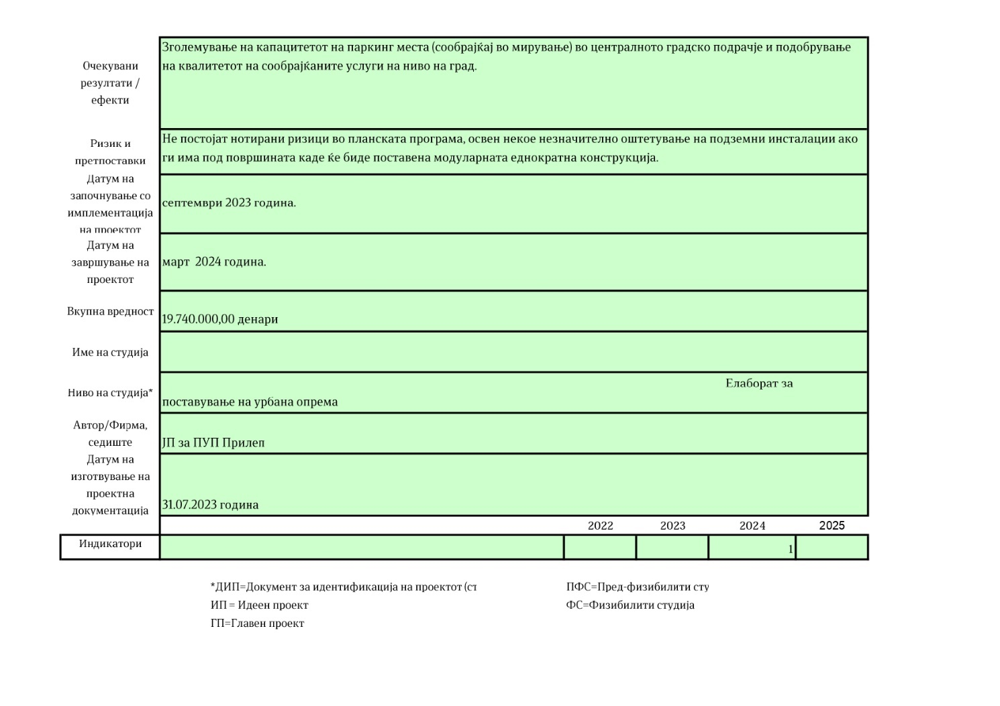 Очекувани
резултати /
ефекти
Зголемување на капацитетот на паркинг места (сообраjќај во мирување) во централното градско подрачје и подобрување
на квалитетот на сообрајќаните услуги на ниво на град.
Ризик и
претпоставки
Не постојат нотирани ризици во планската програма, освен некое незначително оштетување на подземни инсталации ако
ги има под површината каде ќе биде поставена модуларната еднократна конструкција.
Датум на
започнување со
имплементација
на проектот
септември 2023 година.
Датум на
завршување на
проектот
март  2024 година.
Вкупна вредност
19.740.000,00 денари
Име на студија
Ниво на студија*
Елаборат за
поставување на урбана опрема
Автор/Фирма,
седиште
ЈП за ПУП Прилеп
Датум на
изготвување на
проектна
документација
31.07.2023 година
2022 2023 2024 2025
Индикатори 1
*ДИП=Документ за идентификација на проектот (ст ПФС=Пред-физибилити сту
ИП = Идеен проект ФС=Физибилити студија
ГП=Главен проект